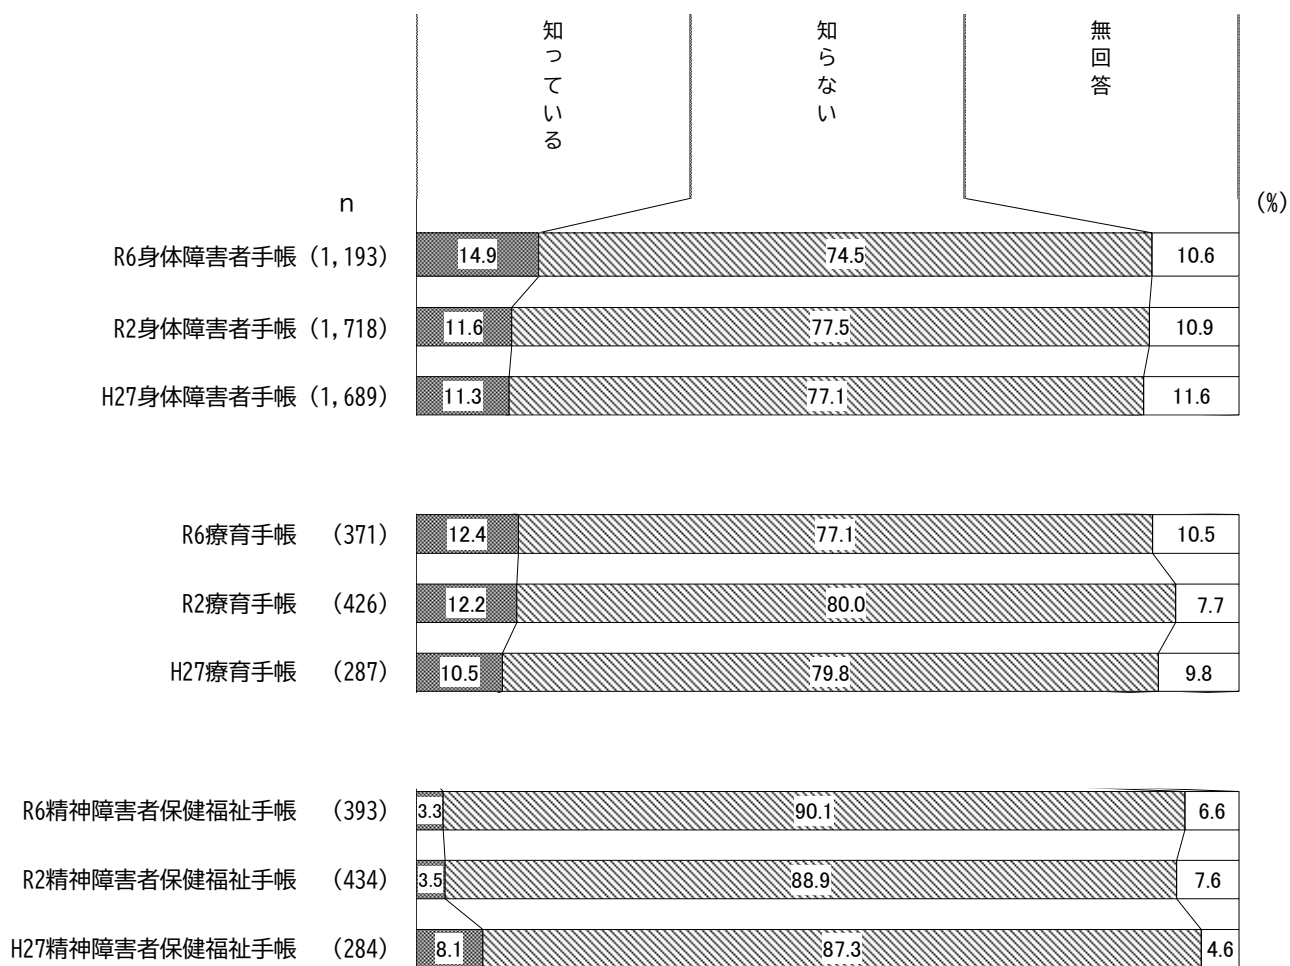 知っている
知らない
無回答
n
(%)
R6身体障害者手帳 (1,193) 14.9 74.5 10.6
R2身体障害者手帳 (1,718) 11.6 77.5 10.9
H27身体障害者手帳 (1,689) 11.3 77.1 11.6
R6療育手帳 (371) 12.4 77.1 10.5
R2療育手帳 (426) 12.2 80.0 7.7
H27療育手帳 (287) 10.5 79.8 9.8
R6精神障害者保健福祉手帳 (393) 3.3 90.1 6.6
R2精神障害者保健福祉手帳 (434) 3.5 88.9 7.6
H27精神障害者保健福祉手帳 (284) 8.1 87.3 4.6